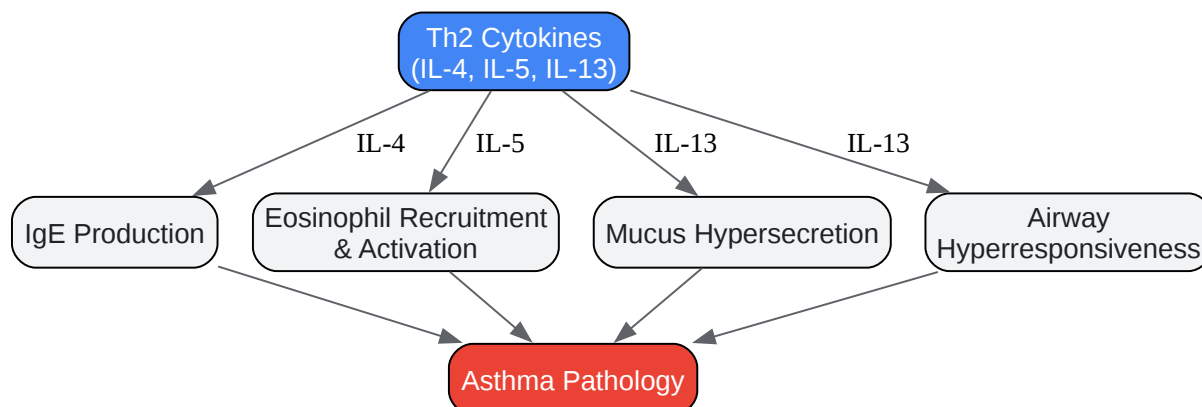 Th2 Cytokines
(IL-4, IL-5, IL-13)
IL-4
IL-5
IL-13
IL-13
IgE Production
Eosinophil Recruitment
& Activation
Mucus Hypersecretion
Airway
Hyperresponsiveness
Asthma Pathology